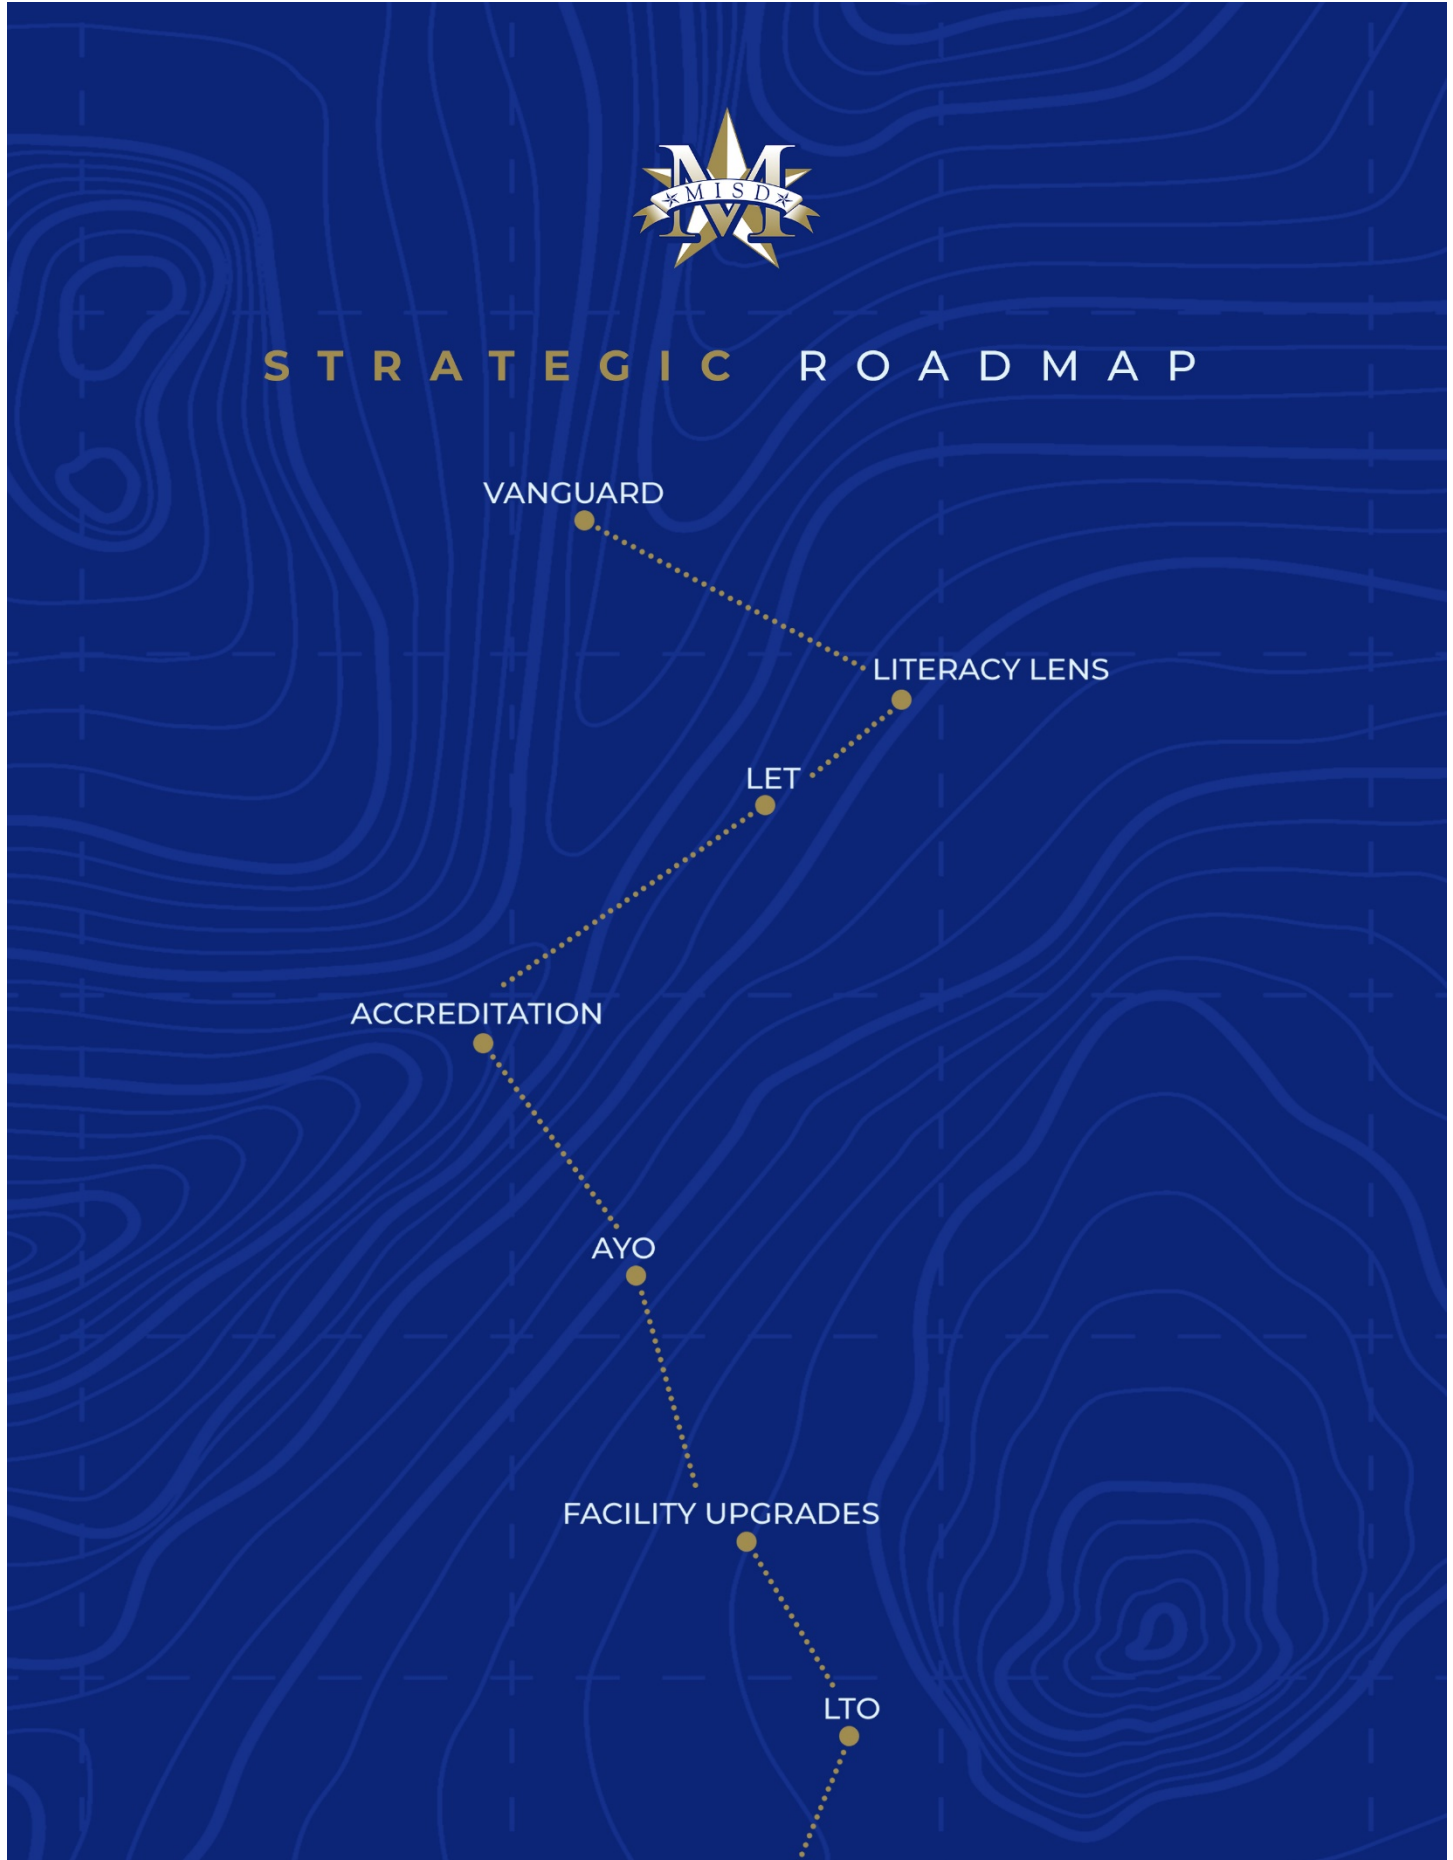 MISD
STRATEGIC ROADMAP
VANGUARD
LITERACY LENS
LET
ACCREDITATION
AYO
FACILITY UPGRADES
LTO